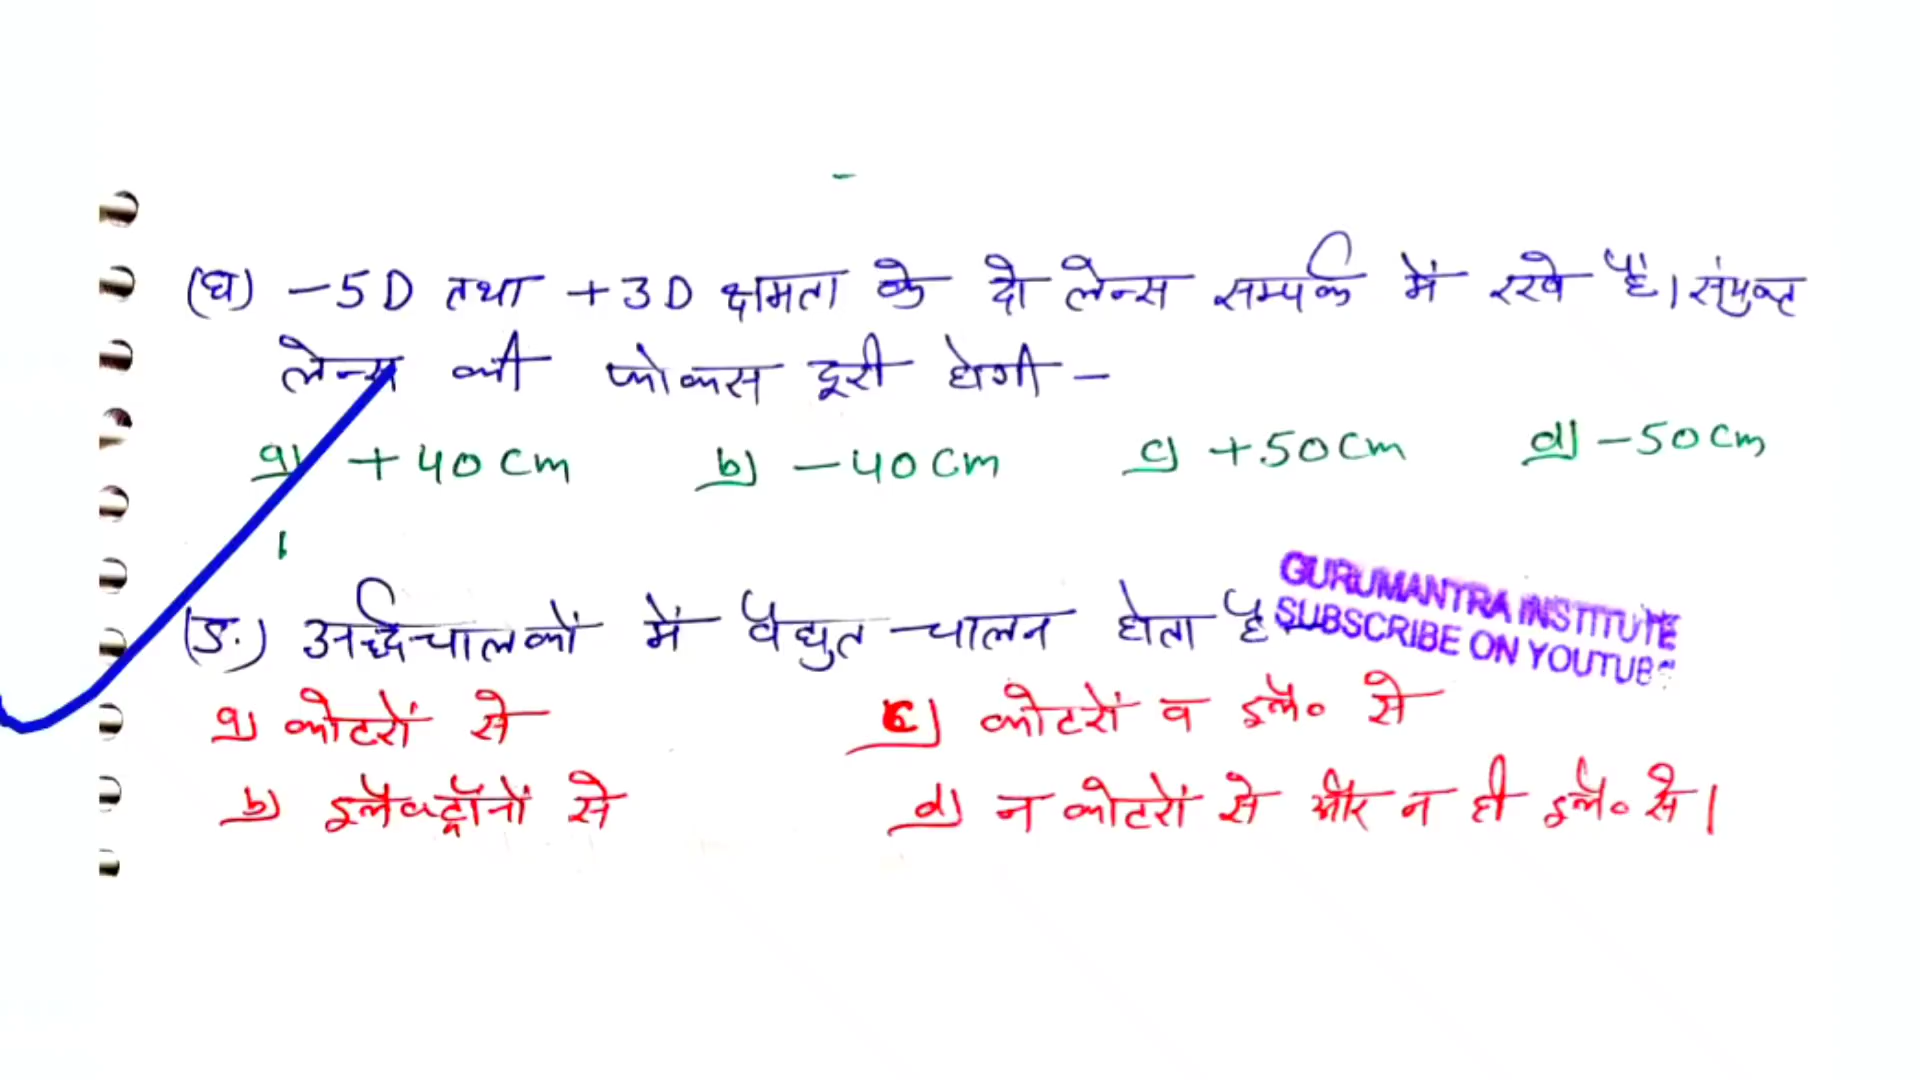 (घ) -5D तथा +3D क्षमता के दो लेन्स सम्पर्क में रखे हैं। संयुक्त
लेन्स की फोकस दूरी होगी -
a) +40 cm b) -40 cm c) +50 cm d) -50 cm
(ङ.) अर्द्धचालकों में वैद्युत चालन होता है -
GURUMANTRA INSTITUTE
SUBSCRIBE ON YOUTUBE
a) कोटरों से c) कोटरों व इलै० से
b) इलैक्ट्रॉनों से d) न कोटरों से और न ही इलै० से।